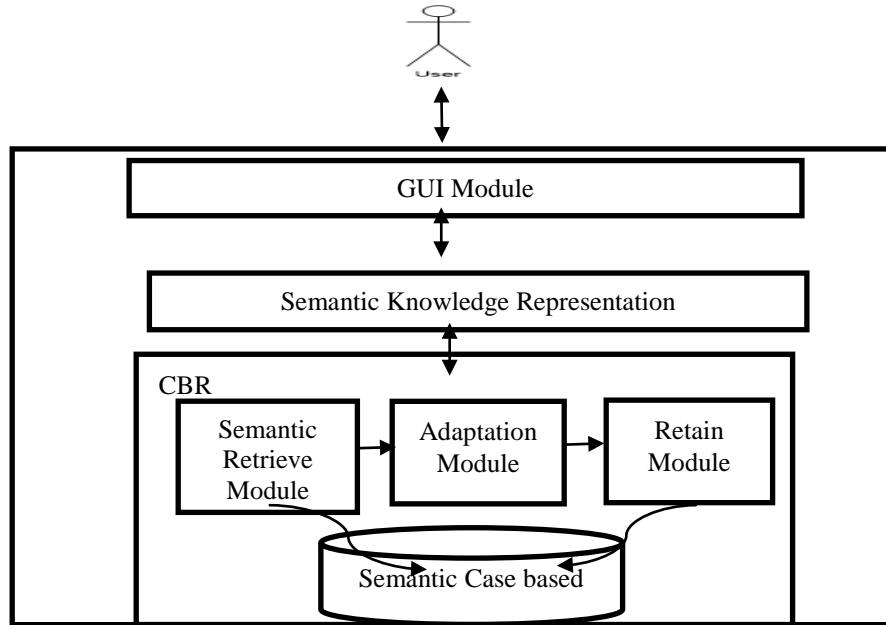 User
GUI Module
Semantic Knowledge Representation
CBR
Semantic
Retrieve
Module
Adaptation
Module
Retain
Module
Semantic Case based